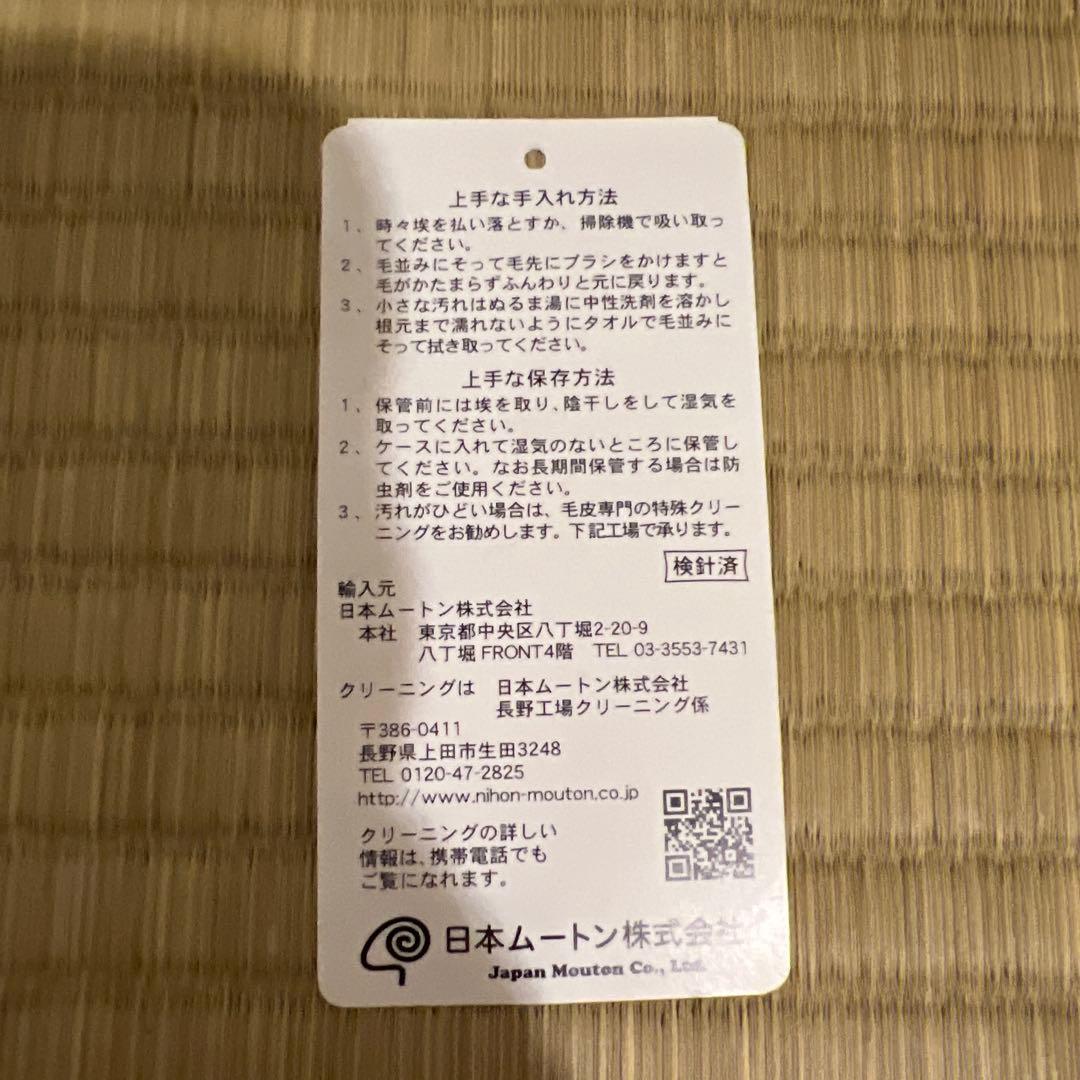 上手な手入れ方法
1、時々埃を払い落とすか、掃除機で吸い取っ
てください。
2、毛並みにそって毛先にブラシをかけますと
毛がかたまらずふんわりと元に戻ります。
3、小さな汚れはぬるま湯に中性洗剤を溶かし
根元まで濡れないようにタオルで毛並みに
そって拭き取ってください。
上手な保存方法
1、保管前には埃を取り、陰干しをして湿気を
取ってください。
2、ケースに入れて湿気のないところに保管し
てください。なお長期間保管する場合は防
虫剤をご使用ください。
3、汚れがひどい場合は、毛皮専門の特殊クリー
ニングをお勧めします。下記工場で承ります。
検針済
輸入元
日本ムートン株式会社
本社 東京都中央区八丁堀2-20-9
八丁堀FRONT4階 TEL 03-3553-7431
クリーニングは 日本ムートン株式会社
長野工場クリーニング係
〒386-0411
長野県上田市生田3248
TEL 0120-47-2825
http://www.nihon-mouton.co.jp
クリーニングの詳しい
情報は、携帯電話でも
ご覧になれます。
日本ムートン株式会社
Japan Mouton Co., Ltd.